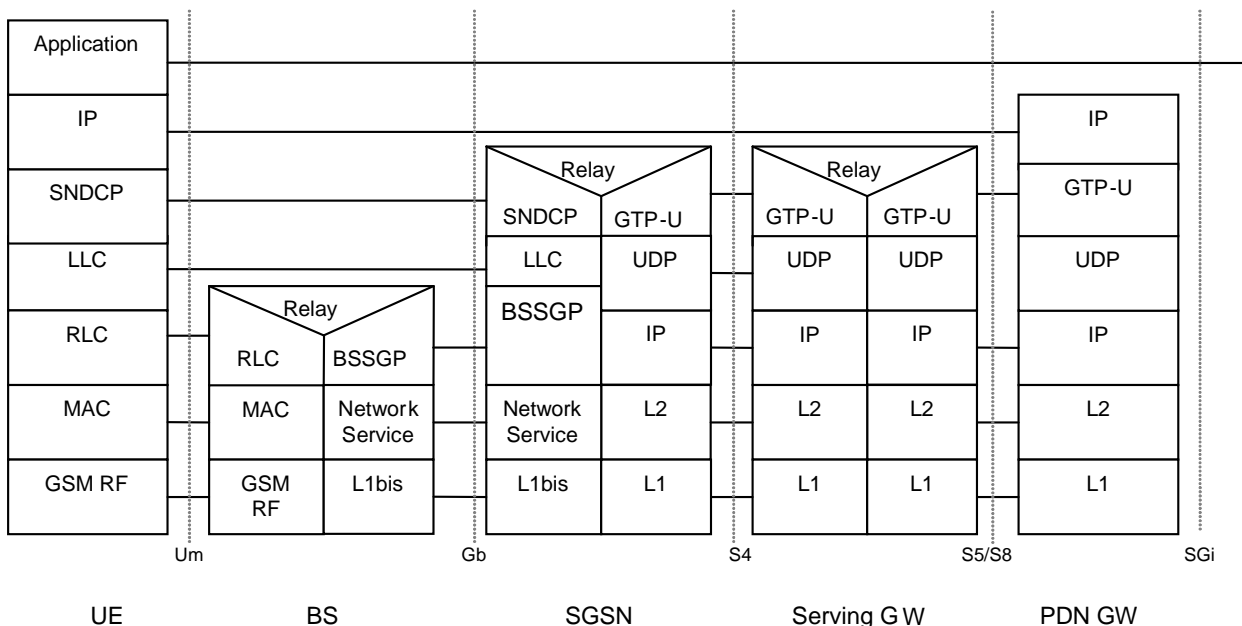 Application
IP
IP
Relay
Relay
SNDCP
GTP-U
SNDCP
GTP-U
GTP-U
GTP-U
LLC
LLC
UDP
UDP
UDP
UDP
Relay
BSSGP
RLC
IP
IP
IP
IP
RLC
BSSGP
MAC
MAC
Network
Service
Network
Service
L2
L2
L2
L2
GSM RF
GSM
RF
L1bis
L1bis
L1
L1
L1
L1
Um
Gb
S4
S5/S8
SGi
UE
BS
SGSN
Serving GW
PDN GW